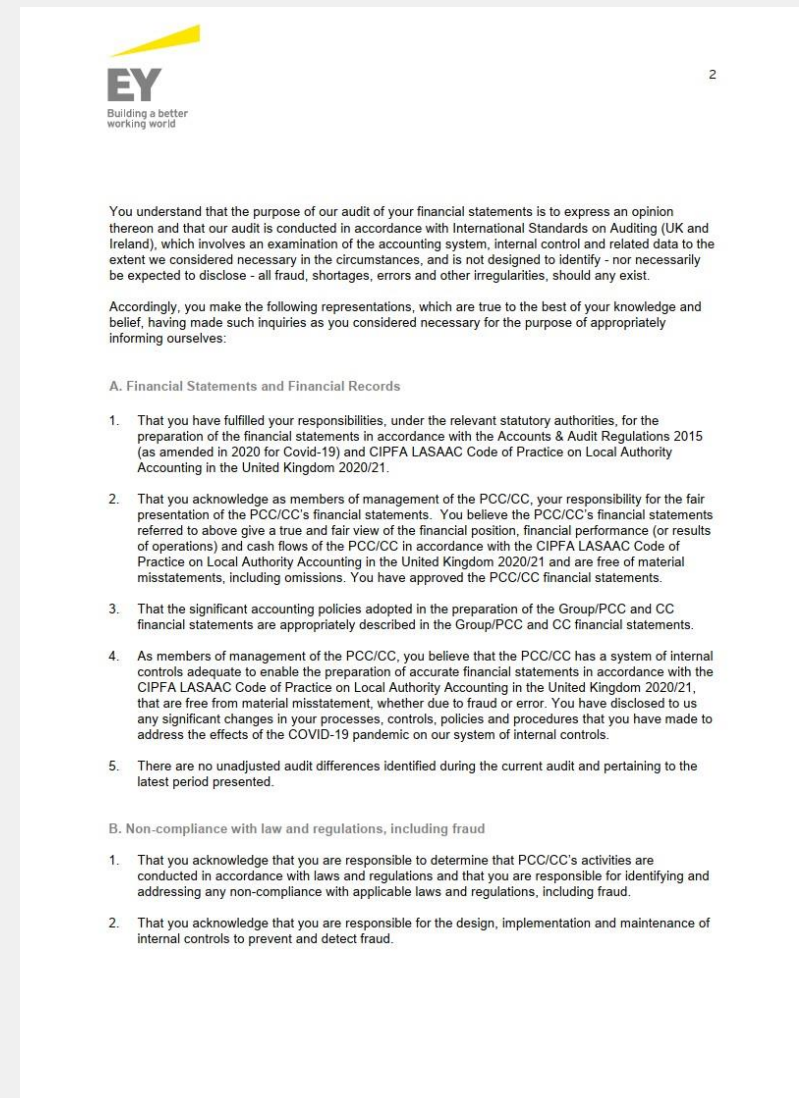 EY
Building a better
working world
2
You understand that the purpose of our audit of your financial statements is to express an opinion
thereon and that our audit is conducted in accordance with International Standards on Auditing (UK and
Ireland), which involves an examination of the accounting system, internal control and related data to the
extent we considered necessary in the circumstances, and is not designed to identify - nor necessarily
be expected to disclose - all fraud, shortages, errors and other irregularities, should any exist.
Accordingly, you make the following representations, which are true to the best of your knowledge and
belief, having made such inquiries as you considered necessary for the purpose of appropriately
informing ourselves:
A. Financial Statements and Financial Records
1. That you have fulfilled your responsibilities, under the relevant statutory authorities, for the
preparation of the financial statements in accordance with the Accounts & Audit Regulations 2015
(as amended in 2020 for Covid-19) and CIPFA LASAAC Code of Practice on Local Authority
Accounting in the United Kingdom 2020/21.
2. That you acknowledge as members of management of the PCC/CC, your responsibility for the fair
presentation of the PCC/CC's financial statements. You believe the PCC/CC's financial statements
referred to above give a true and fair view of the financial position, financial performance (or results
of operations) and cash flows of the PCC/CC in accordance with the CIPFA LASAAC Code of
Practice on Local Authority Accounting in the United Kingdom 2020/21 and are free of material
misstatements, including omissions. You have approved the PCC/CC financial statements.
3. That the significant accounting policies adopted in the preparation of the Group/PCC and CC
financial statements are appropriately described in the Group/PCC and CC financial statements.
4. As members of management of the PCC/CC, you believe that the PCC/CC has a system of internal
controls adequate to enable the preparation of accurate financial statements in accordance with the
CIPFA LASAAC Code of Practice on Local Authority Accounting in the United Kingdom 2020/21,
that are free from material misstatement, whether due to fraud or error. You have disclosed to us
any significant changes in your processes, controls, policies and procedures that you have made to
address the effects of the COVID-19 pandemic on our system of internal controls.
5. There are no unadjusted audit differences identified during the current audit and pertaining to the
latest period presented.
B. Non-compliance with law and regulations, including fraud
1. That you acknowledge that you are responsible to determine that PCC/CC's activities are
conducted in accordance with laws and regulations and that you are responsible for identifying and
addressing any non-compliance with applicable laws and regulations, including fraud.
2. That you acknowledge that you are responsible for the design, implementation and maintenance of
internal controls to prevent and detect fraud.